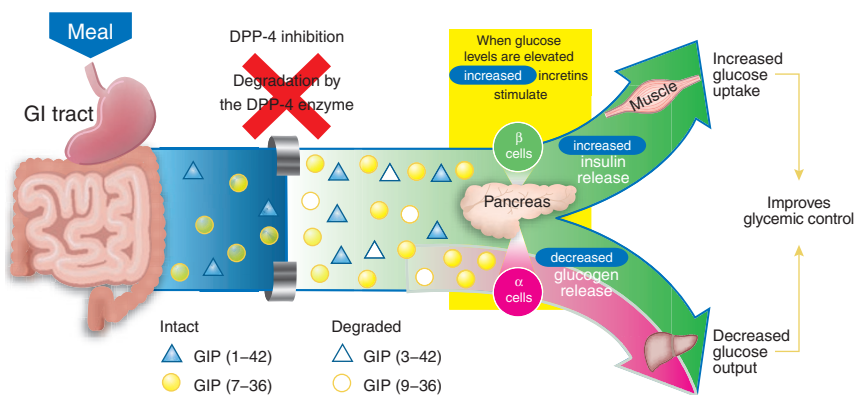 Meal
GI tract
DPP-4 inhibition
Degradation by
the DPP-4 enzyme
When glucose
levels are elevated
increased incretins
stimulate
β
cells
Pancreas
α
cells
increased
insulin
release
decreased
glucogen
release
Muscle
Increased
glucose
uptake
Improves
glycemic control
Decreased
glucose
output
Intact
GIP (1–42)
GIP (7–36)
Degraded
GIP (3–42)
GIP (9–36)